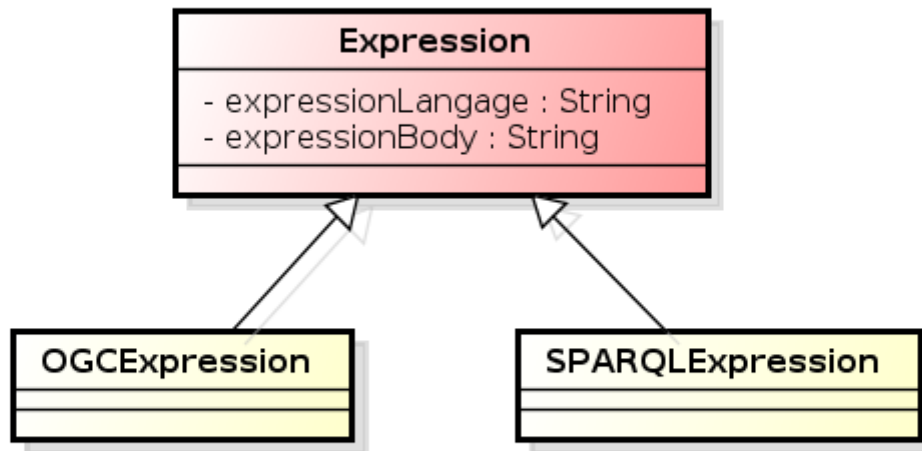 Expression
- expressionLangage : String
- expressionBody : String
OGCExpression
SPARQLExpression